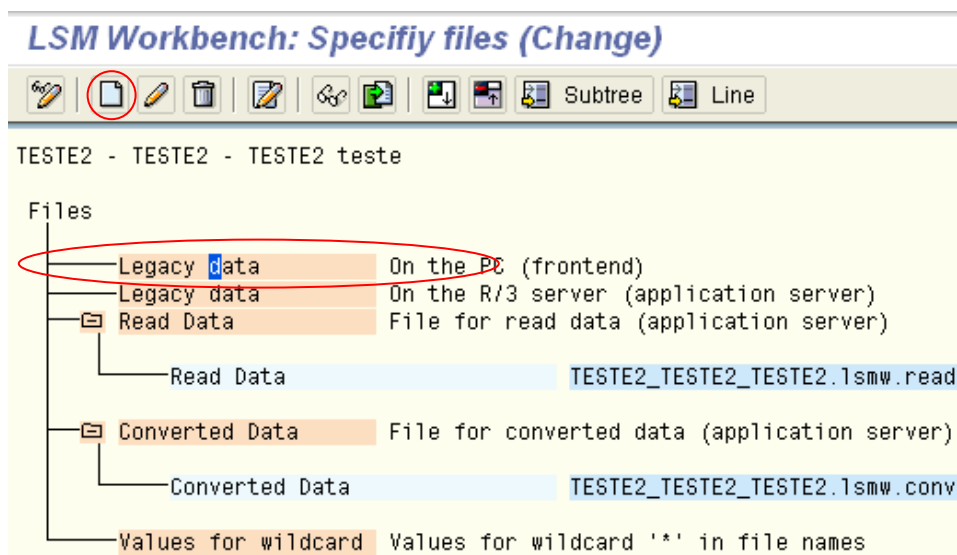 LSM Workbench: Specifiy files (Change)
Subtree Line
TESTE2 - TESTE2 - TESTE2 teste
Files
Legacy data On the PC (frontend)
Legacy data On the R/3 server (application server)
Read Data File for read data (application server)
Read Data TESTE2_TESTE2_TESTE2.lsmw.read
Converted Data File for converted data (application server)
Converted Data TESTE2_TESTE2_TESTE2.lsmw.conv
Values for wildcard Values for wildcard '*' in file names